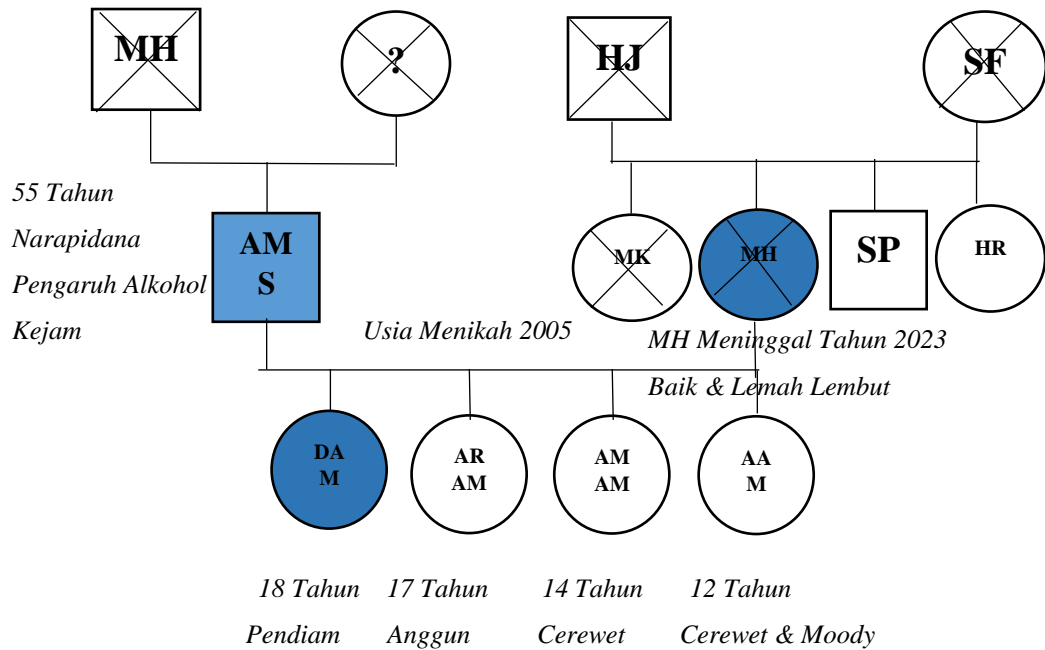 MH
?
HJ
SF
55 Tahun
Narapidana
Pengaruh Alkohol
Kejam
AM
S
MK
MH
SP
HR
Usia Menikah 2005
MH Meninggal Tahun 2023
Baik & Lemah Lembut
DA
M
AR
AM
AM
AM
AA
M
18 Tahun
Pendiam
17 Tahun
Anggun
14 Tahun
Cerewet
12 Tahun
Cerewet & Moody